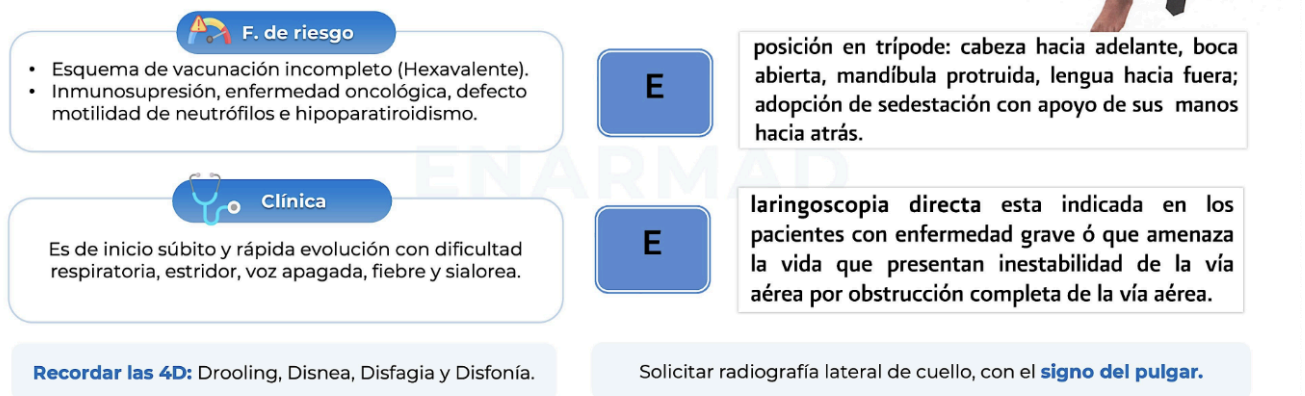 F. de riesgo
• Esquema de vacunación incompleto (Hexavalente).
• Inmunosupresión, enfermedad oncológica, defecto
motilidad de neutrófilos e hipoparatiroidismo.
E
posición en trípode: cabeza hacia adelante, boca
abierta, mandíbula protruida, lengua hacia fuera;
adopción de sedestación con apoyo de sus manos
hacia atrás.
ENARMAD
Clínica
Es de inicio súbito y rápida evolución con dificultad
respiratoria, estridor, voz apagada, fiebre y sialorea.
E
laringoscopia directa esta indicada en los
pacientes con enfermedad grave ó que amenaza
la vida que presentan inestabilidad de la vía
aérea por obstrucción completa de la vía aérea.
Recordar las 4D: Drooling, Disnea, Disfagia y Disfonía.
Solicitar radiografía lateral de cuello, con el signo del pulgar.